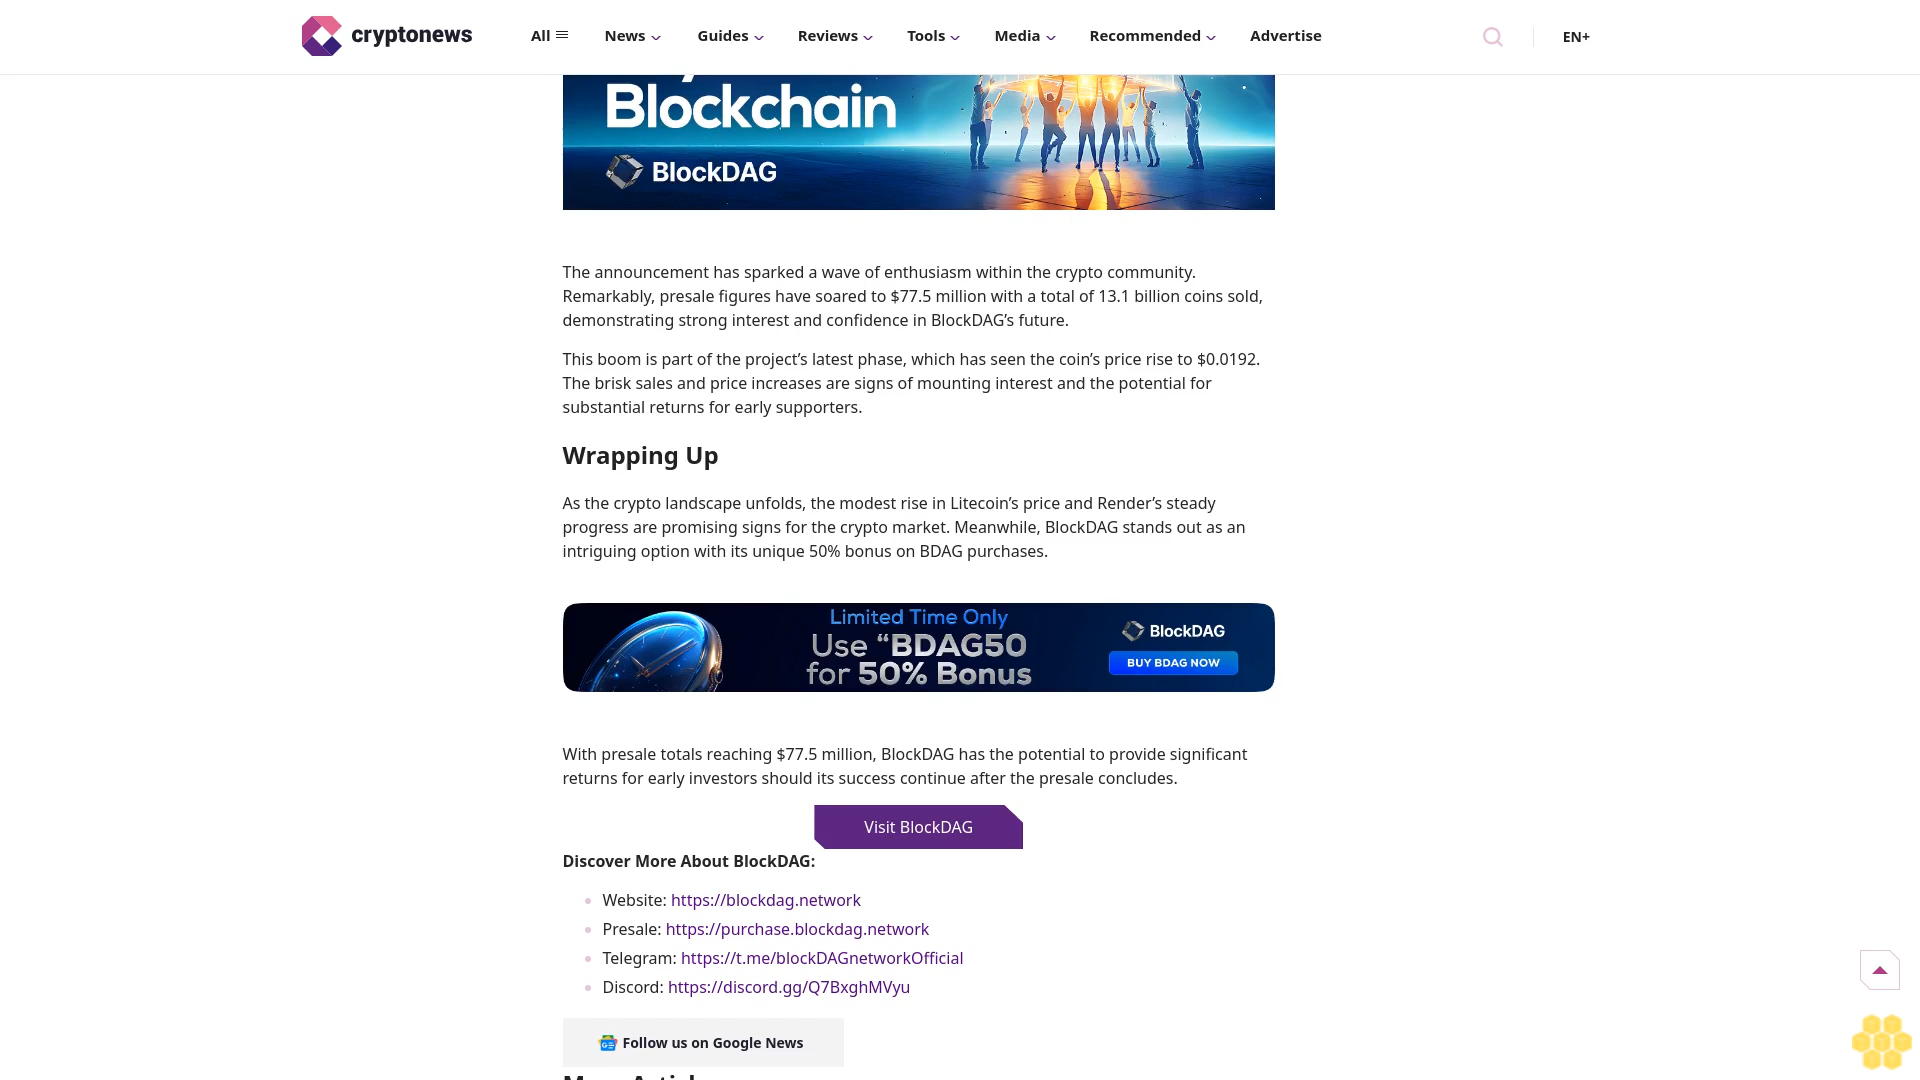 cryptonews
All
News
Guides
Reviews
Tools
Media
Recommended
Advertise
EN+
Blockchain
BlockDAG
The announcement has sparked a wave of enthusiasm within the crypto community.
Remarkably, presale figures have soared to $77.5 million with a total of 13.1 billion coins sold,
demonstrating strong interest and confidence in BlockDAG’s future.
This boom is part of the project’s latest phase, which has seen the coin’s price rise to $0.0192.
The brisk sales and price increases are signs of mounting interest and the potential for
substantial returns for early supporters.
Wrapping Up
As the crypto landscape unfolds, the modest rise in Litecoin’s price and Render’s steady
progress are promising signs for the crypto market. Meanwhile, BlockDAG stands out as an
intriguing option with its unique 50% bonus on BDAG purchases.
Limited Time Only
Use “BDAG50
for 50% Bonus
BlockDAG
BUY BDAG NOW
With presale totals reaching $77.5 million, BlockDAG has the potential to provide significant
returns for early investors should its success continue after the presale concludes.
Visit BlockDAG
Discover More About BlockDAG:
Website: https://blockdag.network
Presale: https://purchase.blockdag.network
Telegram: https://t.me/blockDAGnetworkOfficial
Discord: https://discord.gg/Q7BxghMVyu
Follow us on Google News